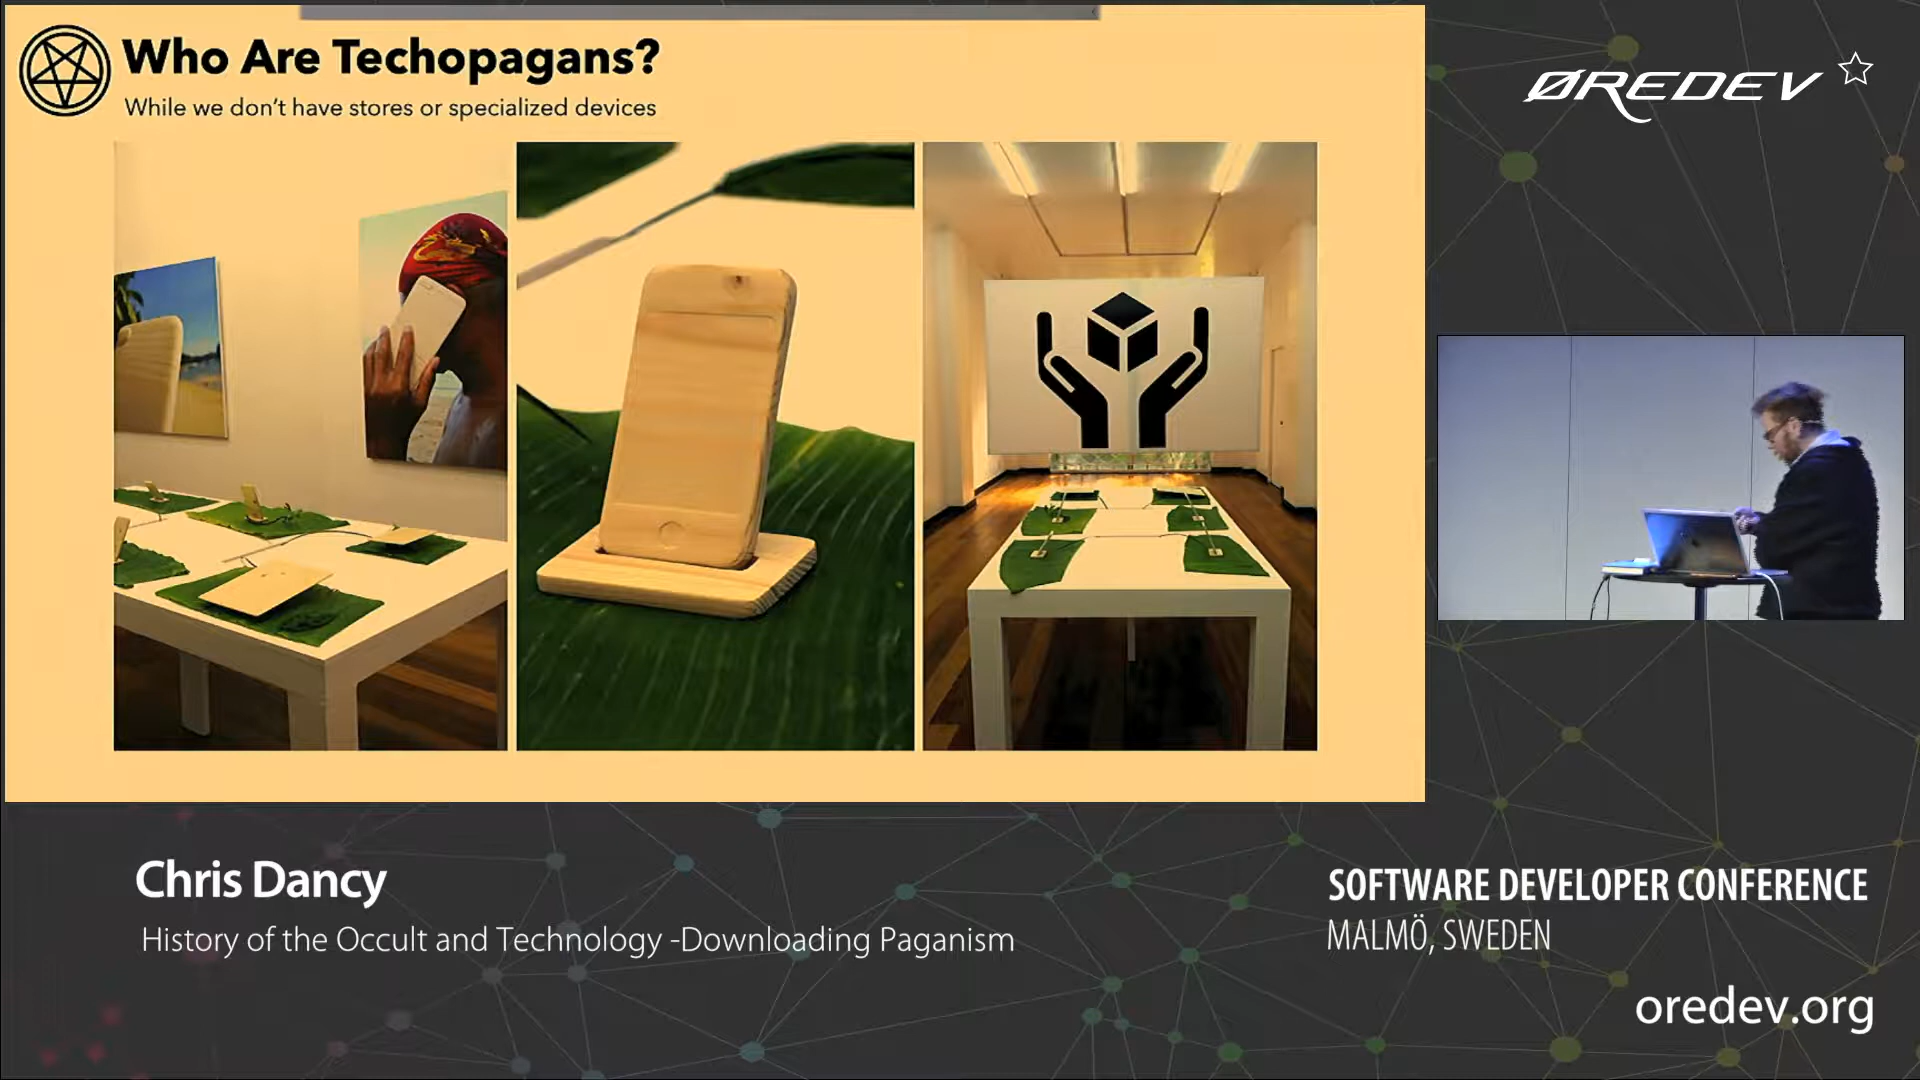 Who Are Techopagans?
While we don't have stores or specialized devices
ØREDEV
Chris Dancy
History of the Occult and Technology -Downloading Paganism
SOFTWARE DEVELOPER CONFERENCE
MALMÖ, SWEDEN
oredev.org